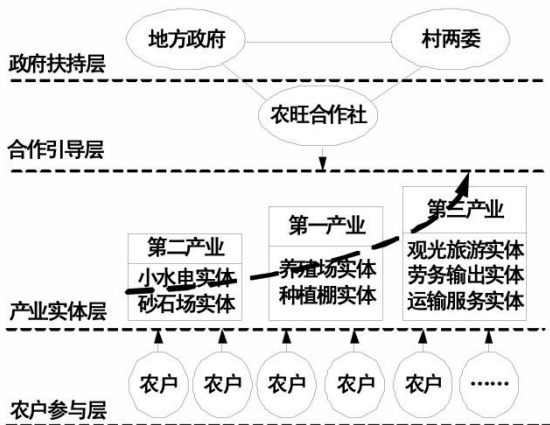 地方政府
村两委
政府扶持层
农旺合作社
合作引导层
第二产业
小水电实体
砂石场实体
第一产业
养殖场实体
种植棚实体
第三产业
观光旅游实体
劳务输出实体
运输服务实体
产业实体层
农户
农户
农户
农户
农户
……
农户参与层